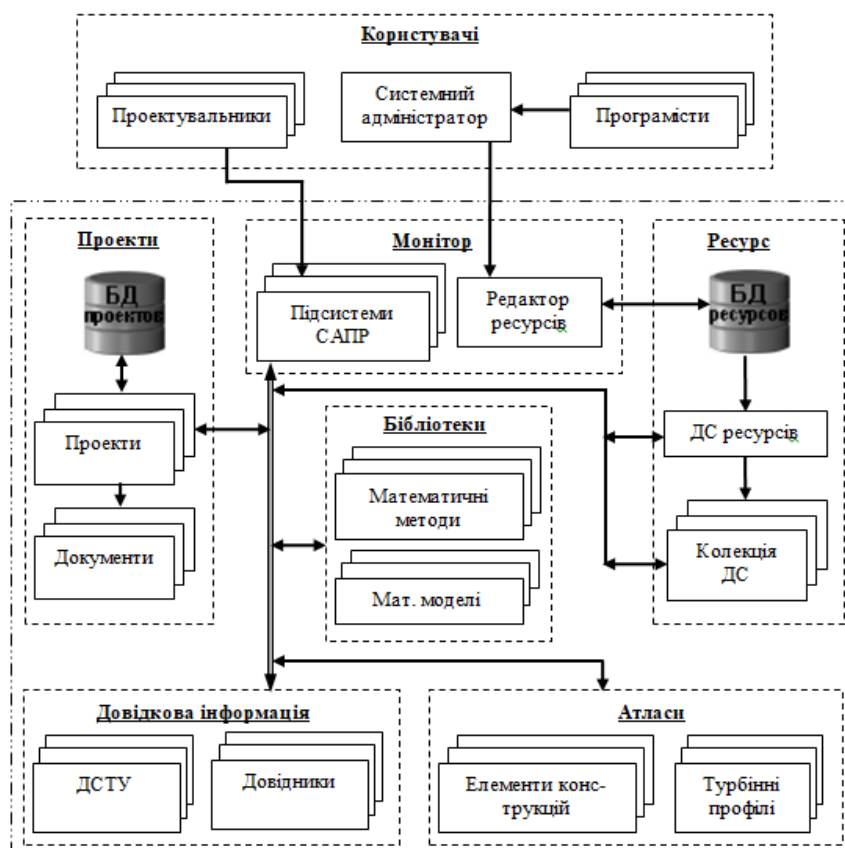 Користувачі
Проектувальники
Системний
адміністратор
Програмісти
Проекти
Монітор
Ресурс
БД
проектов
Підсистеми
САПР
Редактор
ресурсів
БД
ресурсов
Проекти
Документи
Бібліотеки
Математичні
методи
Мат. моделі
ДС ресурсів
Колекція
ДС
Довідкова інформація
ДСТУ
Довідники
Атласи
Елементи конс-
трукцій
Турбінні
профілі